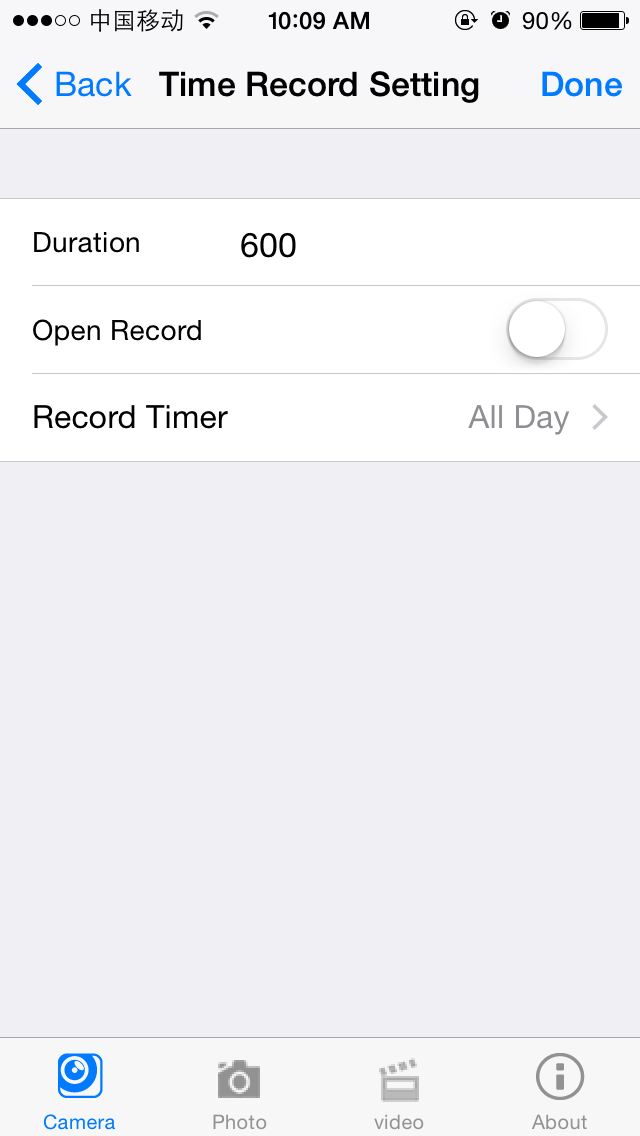 中国移动 10:09 AM 90%
Back Time Record Setting Done
Duration 600
Open Record
Record Timer All Day
Camera Photo video About